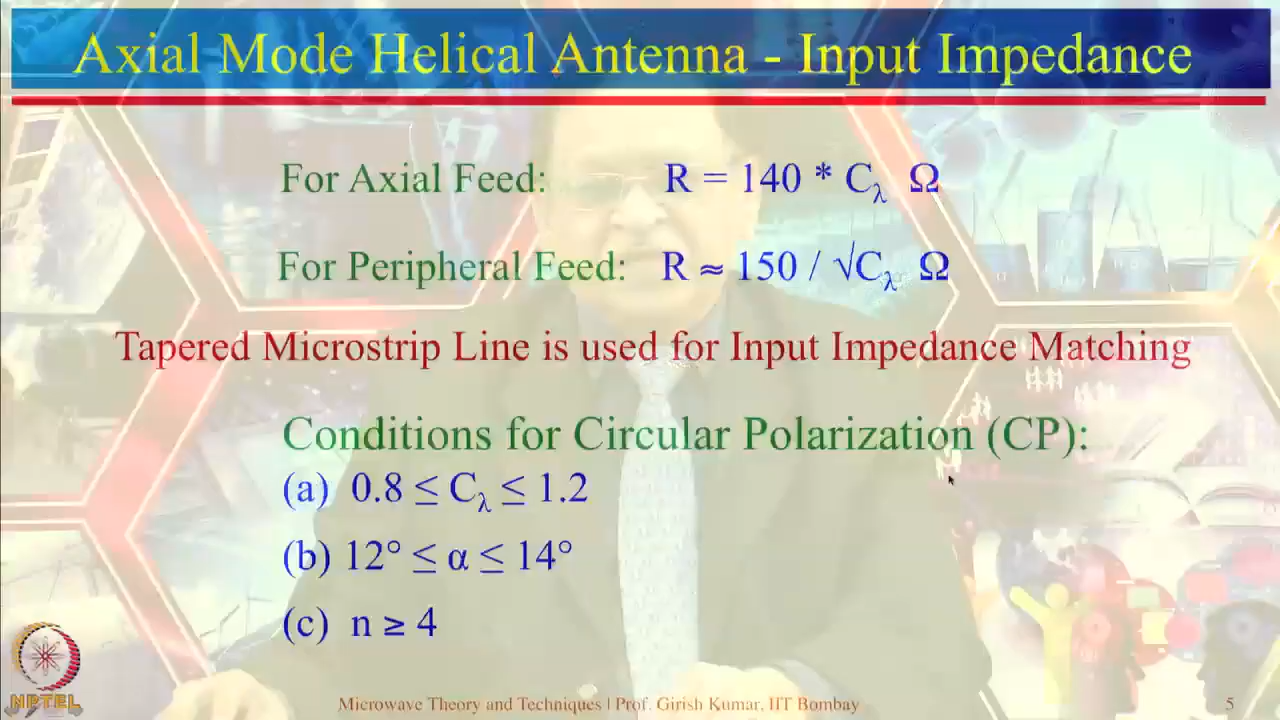 Axial Mode Helical Antenna - Input Impedance
For Axial Feed: R = 140 * Cλ Ω
For Peripheral Feed: R ≈ 150 / √Cλ Ω
Tapered Microstrip Line is used for Input Impedance Matching
Conditions for Circular Polarization (CP):
(a) 0.8 ≤ Cλ ≤ 1.2
(b) 12° ≤ α ≤ 14°
(c) n ≥ 4
NPTEL
Microwave Theory and Techniques | Prof. Girish Kumar, IIT Bombay
5